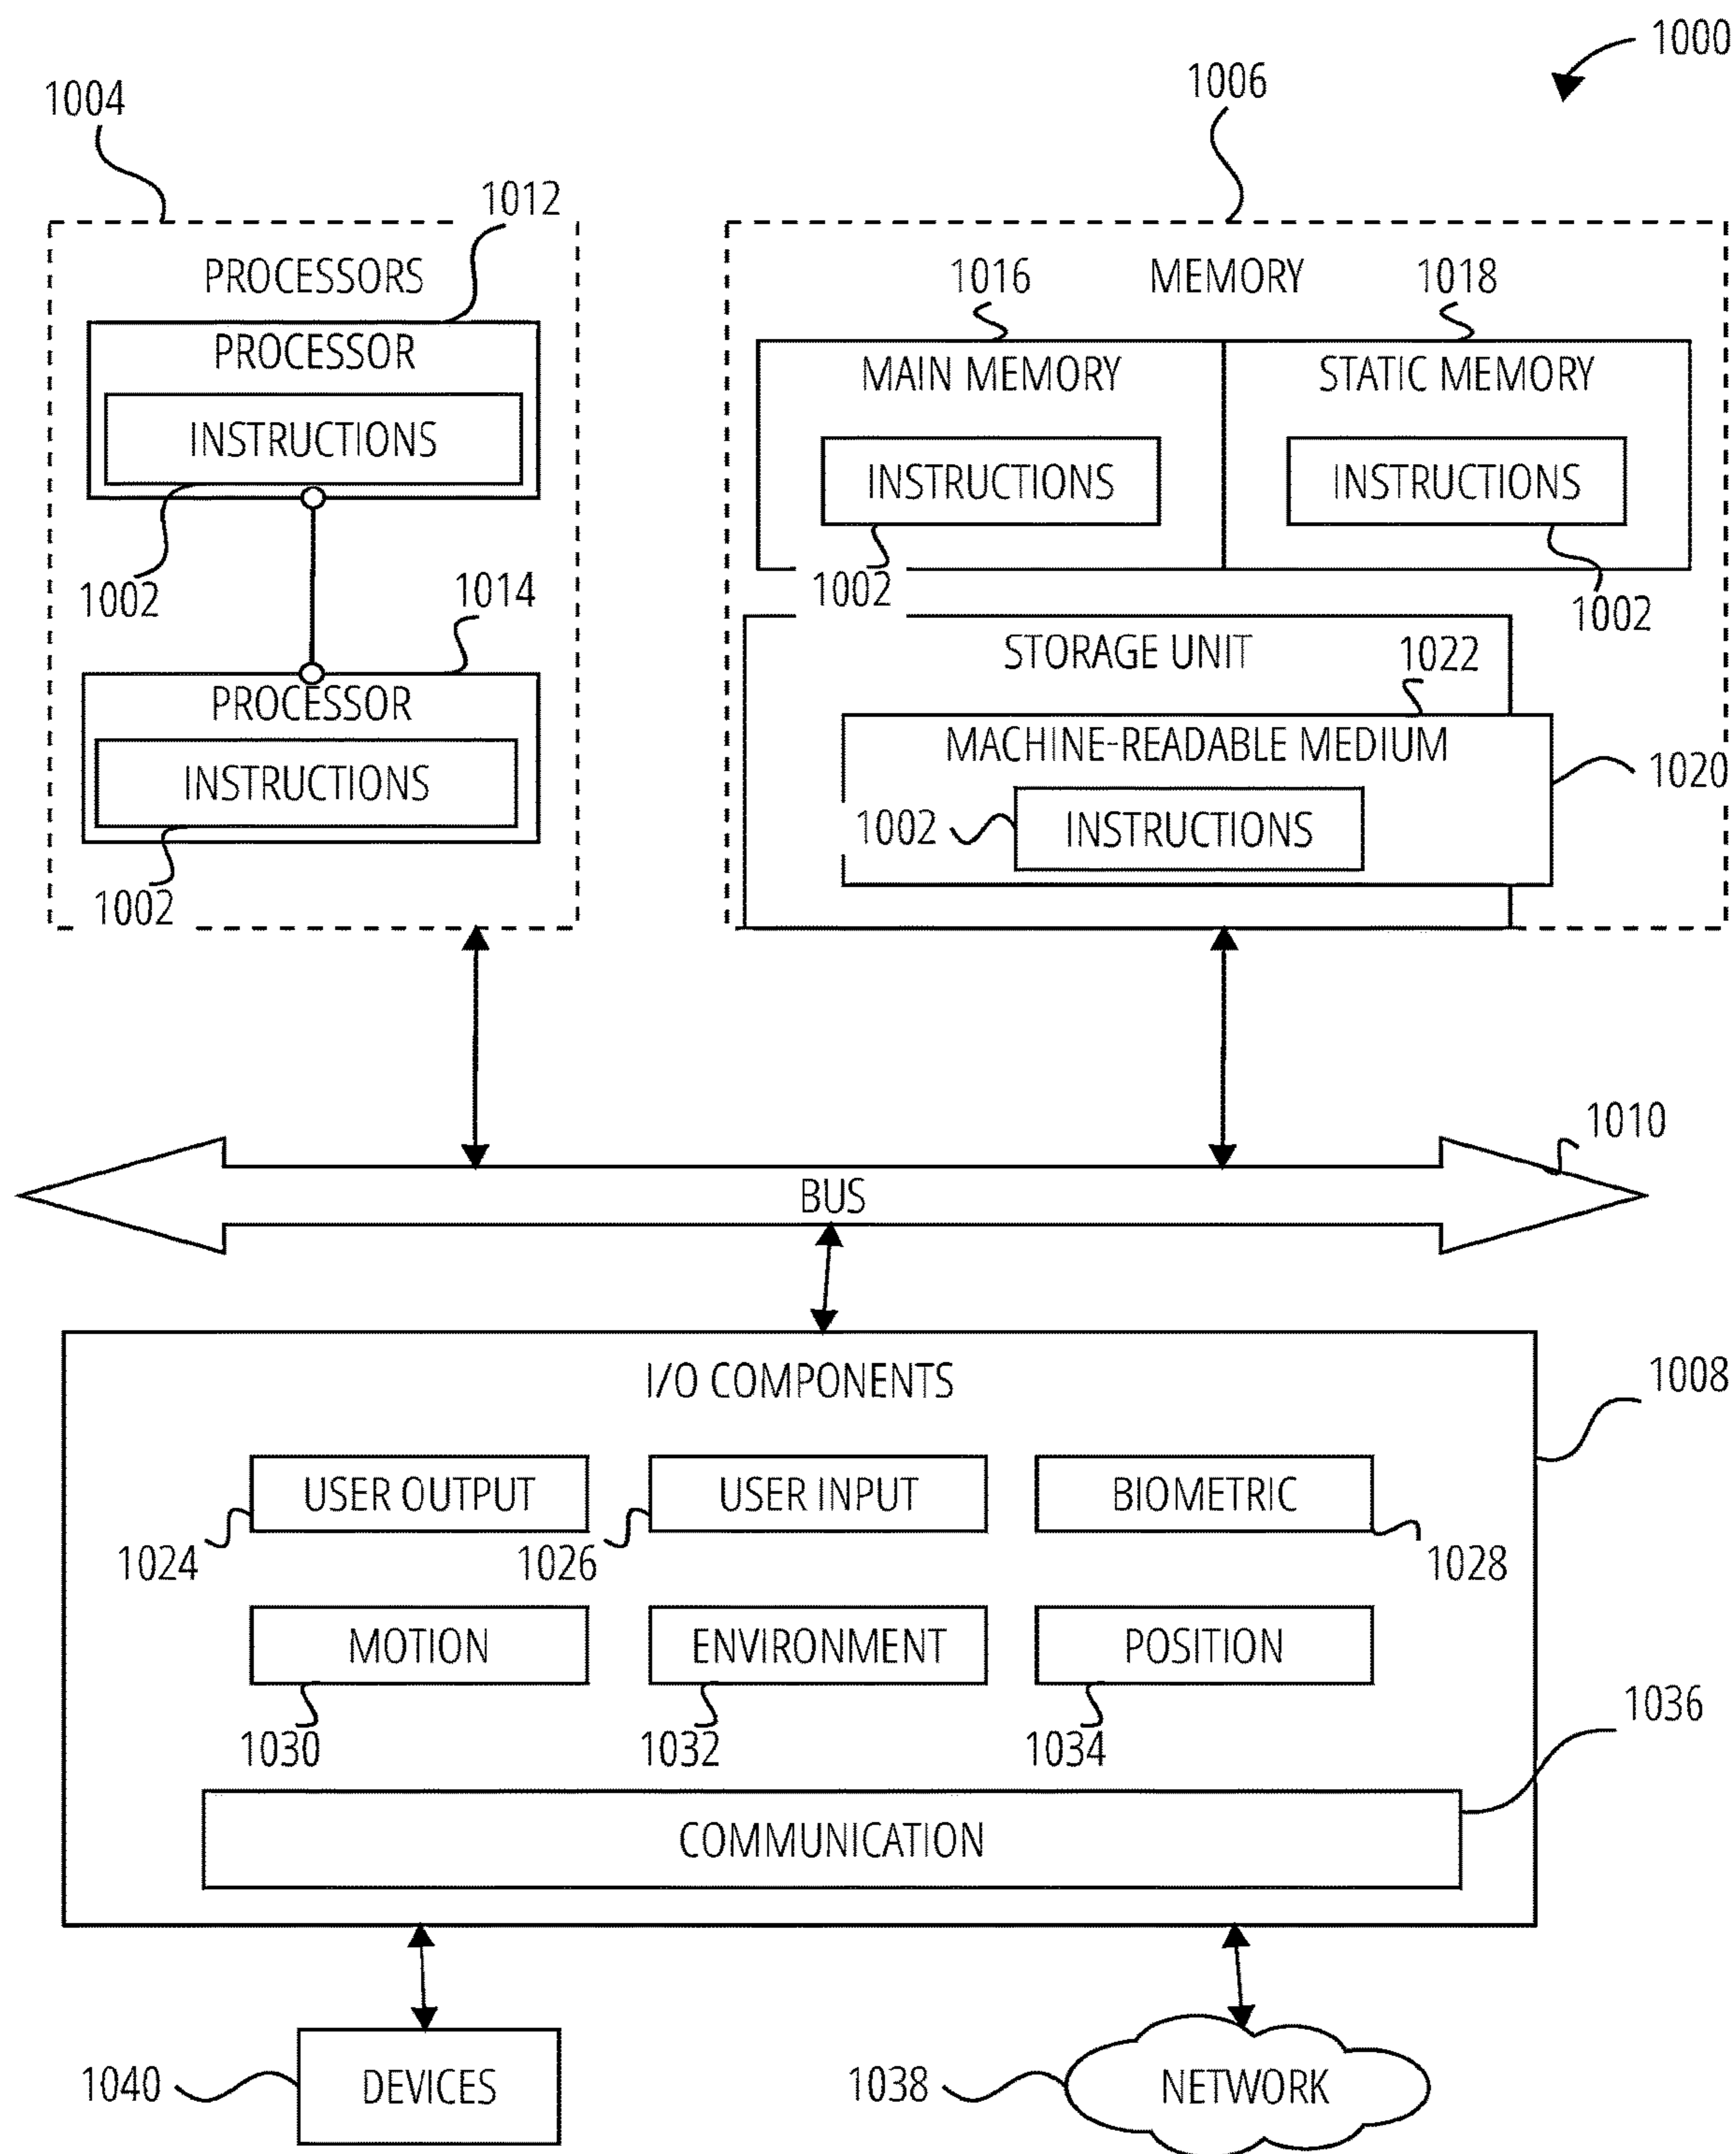 1000
1004
1006
1012
PROCESSORS
1016
MEMORY
1018
PROCESSOR
MAIN MEMORY
STATIC MEMORY
INSTRUCTIONS
INSTRUCTIONS
INSTRUCTIONS
1002
1014
1002
1002
STORAGE UNIT
1022
PROCESSOR
MACHINE-READABLE MEDIUM
INSTRUCTIONS
1020
1002
INSTRUCTIONS
1002
1010
BUS
I/O COMPONENTS
1008
USER OUTPUT
USER INPUT
BIOMETRIC
1024
1026
1028
MOTION
ENVIRONMENT
POSITION
1036
1030
1032
1034
COMMUNICATION
1040
DEVICES
1038
NETWORK